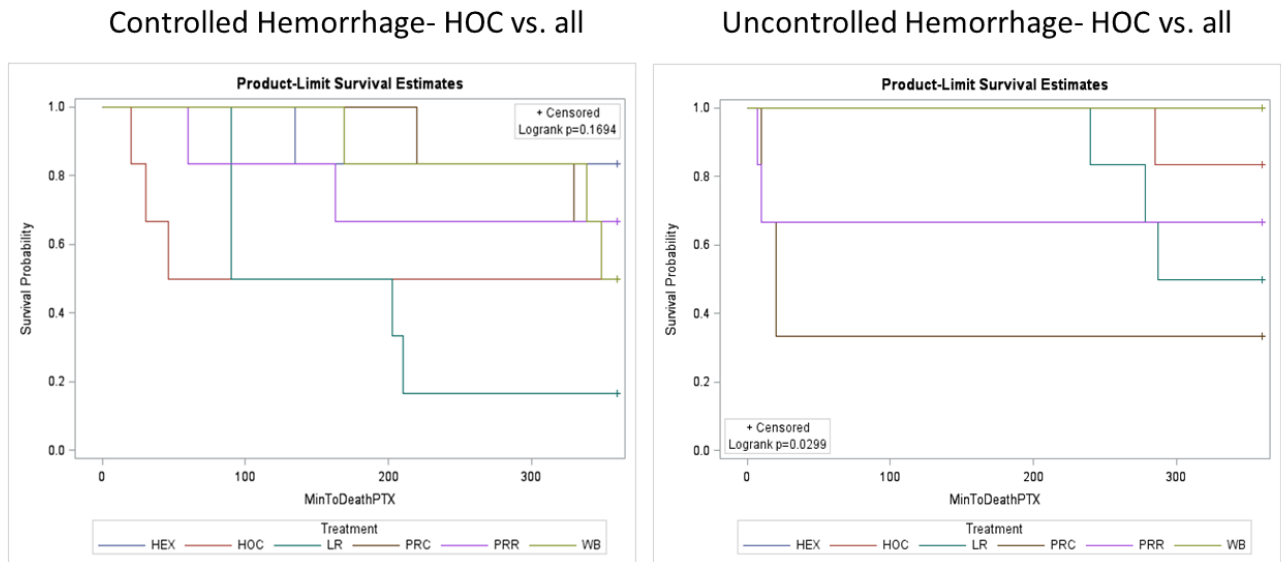 Controlled Hemorrhage- HOC vs. all
Product-Limit Survival Estimates
+ Censored
Logrank p=0.1694
1.0
0.8
0.6
0.4
0.2
0.0
Survival Probability
0
100
200
300
MinToDeathPTX
Treatment
HEX HOC LR PRC PRR WB
Uncontrolled Hemorrhage- HOC vs. all
Product-Limit Survival Estimates
1.0
0.8
0.6
0.4
0.2
0.0
Survival Probability
+ Censored
Logrank p=0.0299
0
100
200
300
MinToDeathPTX
Treatment
HEX HOC LR PRC PRR WB